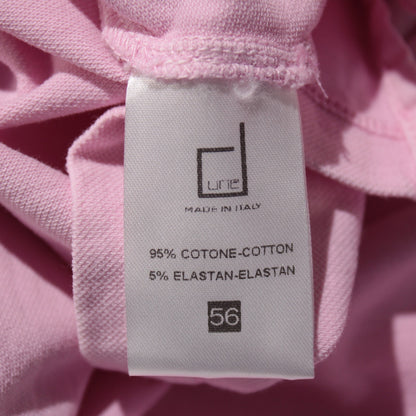 d
une
MADE IN ITALY
95% COTONE-COTTON
5% ELASTAN-ELASTAN
56